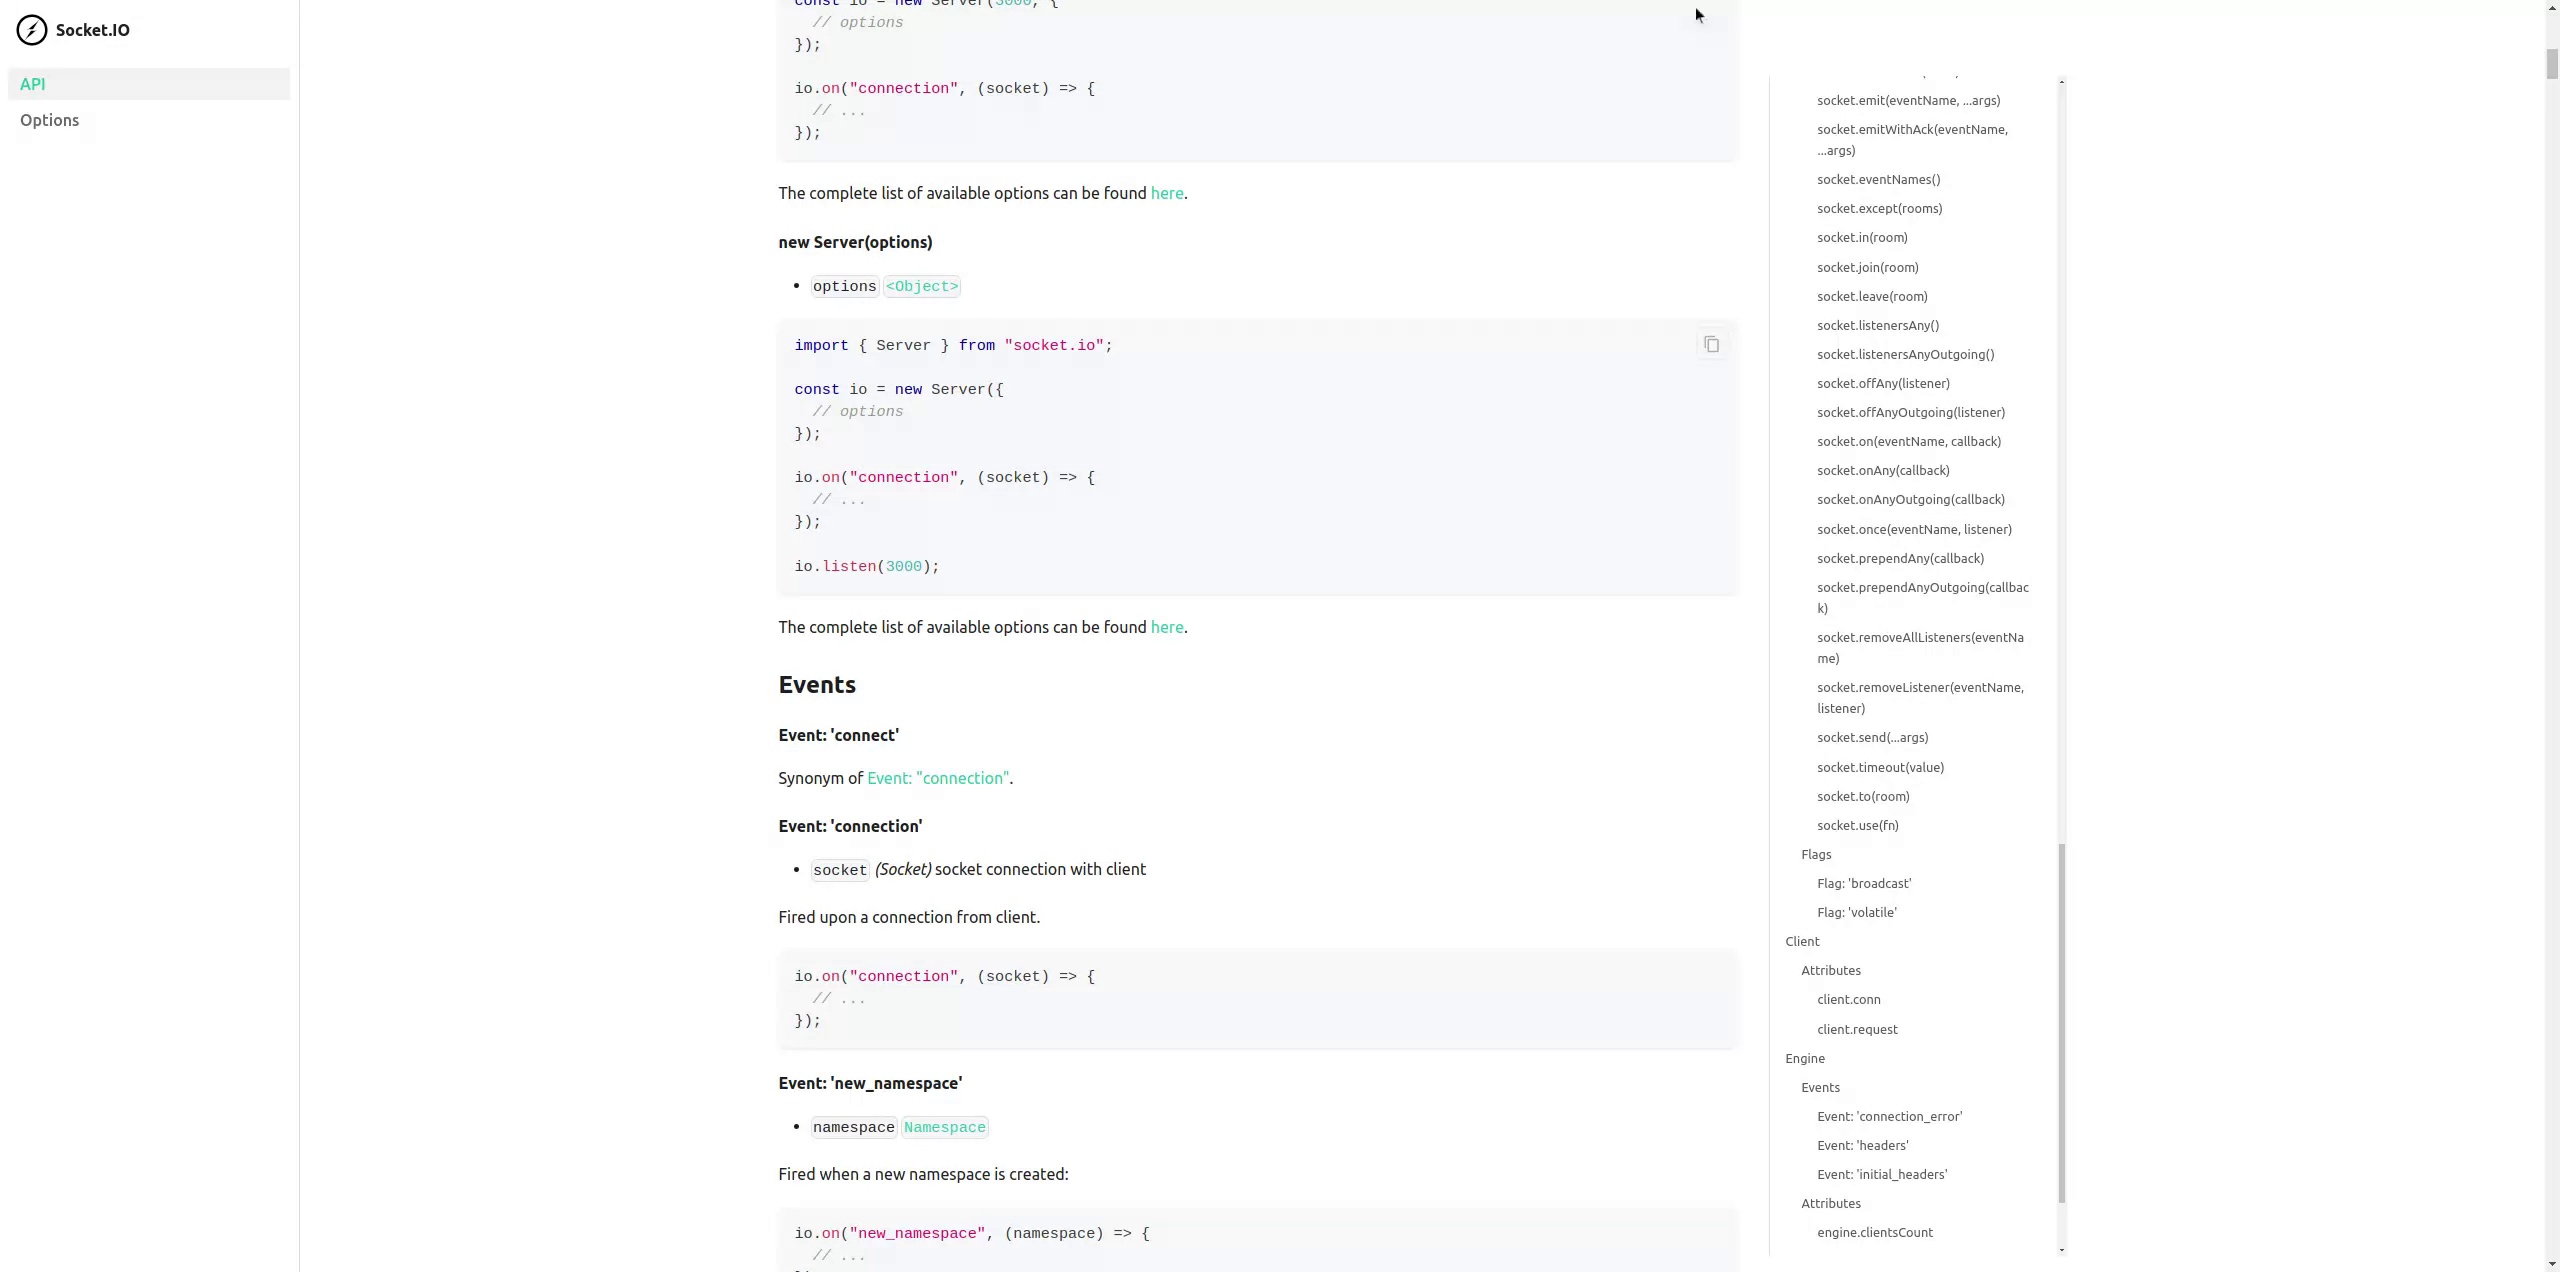 Socket.IO
API
Options
const io = new Server(3000, {
// options
});
io.on("connection", (socket) => {
// ...
});
The complete list of available options can be found here.
new Server(options)
• options <Object>
import { Server } from "socket.io";
const io = new Server({
// options
});
io.on("connection", (socket) => {
// ...
});
io.listen(3000);
The complete list of available options can be found here.
Events
Event: 'connect'
Synonym of Event: "connection".
Event: 'connection'
• socket (Socket) socket connection with client
Fired upon a connection from client.
io.on("connection", (socket) => {
// ...
});
Event: 'new_namespace'
• namespace Namespace
Fired when a new namespace is created:
io.on("new_namespace", (namespace) => {
// ...
socket.emit(eventName, ...args)
socket.emitWithAck(eventName,
...args)
socket.eventNames()
socket.except(rooms)
socket.in(room)
socket.join(room)
socket.leave(room)
socket.listenersAny()
socket.listenersAnyOutgoing()
socket.offAny(listener)
socket.offAnyOutgoing(listener)
socket.on(eventName, callback)
socket.onAny(callback)
socket.onAnyOutgoing(callback)
socket.once(eventName, listener)
socket.prependAny(callback)
socket.prependAnyOutgoing(callbac
k)
socket.removeAllListeners(eventNa
me)
socket.removeListener(eventName,
listener)
socket.send(...args)
socket.timeout(value)
socket.to(room)
socket.use(fn)
Flags
Flag: 'broadcast'
Flag: 'volatile'
Client
Attributes
client.conn
client.request
Engine
Events
Event: 'connection_error'
Event: 'headers'
Event: 'initial_headers'
Attributes
engine.clientsCount